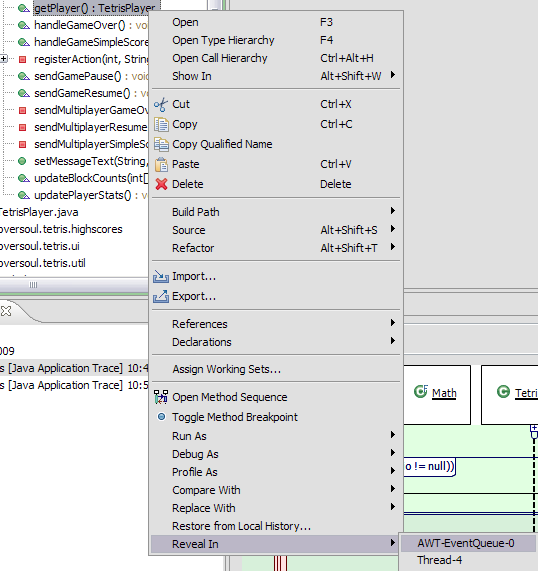 getPlayer() : TetrisPlayer
handleGameOver() : voi
handleGameSimpleScore
registerAction(int, String
sendGamePause() : voi
sendGameResume() : v
sendMultiplayerGameOv
sendMultiplayerResume
sendMultiplayerSimpleSc
setMessageText(String,
updateBlockCounts(int[]
updatePlayerStats() : v
TetrisPlayer.java
oversoul.tetris.highscores
oversoul.tetris.ui
oversoul.tetris.util
009
s [Java Application Trace] 10:4
s [Java Application Trace] 10:5
Open F3
Open Type Hierarchy F4
Open Call Hierarchy Ctrl+Alt+H
Show In Alt+Shift+W
Cut Ctrl+X
Copy Ctrl+C
Copy Qualified Name
Paste Ctrl+V
Delete Delete
Build Path
Source Alt+Shift+S
Refactor Alt+Shift+T
Import...
Export...
References
Declarations
Assign Working Sets...
Open Method Sequence
Toggle Method Breakpoint
Run As
Debug As
Profile As
Compare With
Replace With
Restore from Local History...
Reveal In
AWT-EventQueue-0
Thread-4
Math
Tetri
o != null))